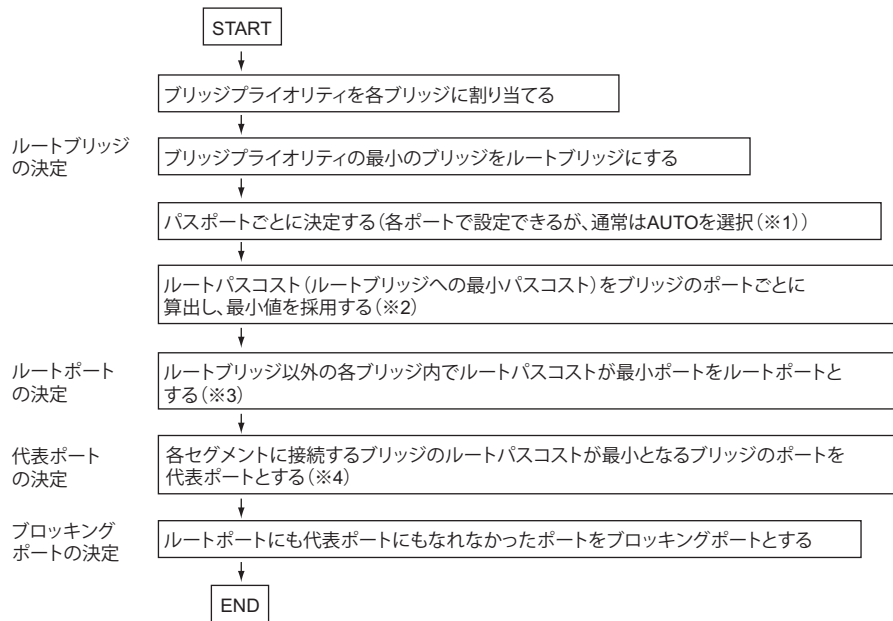 START
ブリッジプライオリティを各ブリッジに割り当てる
ルートブリッジ
の決定
ブリッジプライオリティの最小のブリッジをルートブリッジにする
パスポートごとに決定する(各ポートで設定できるが、通常はAUTOを選択(※1))
ルートパスコスト(ルートブリッジへの最小パスコスト)をブリッジのポートごとに
算出し、最小値を採用する(※2)
ルートポート
の決定
ルートブリッジ以外の各ブリッジ内でルートパスコストが最小ポートをルートポートと
する(※3)
代表ポート
の決定
各セグメントに接続するブリッジのルートパスコストが最小となるブリッジのポートを
代表ポートとする(※4)
ブロッキング
ポートの決定
ルートポートにも代表ポートにもなれなかったポートをブロッキングポートとする
END